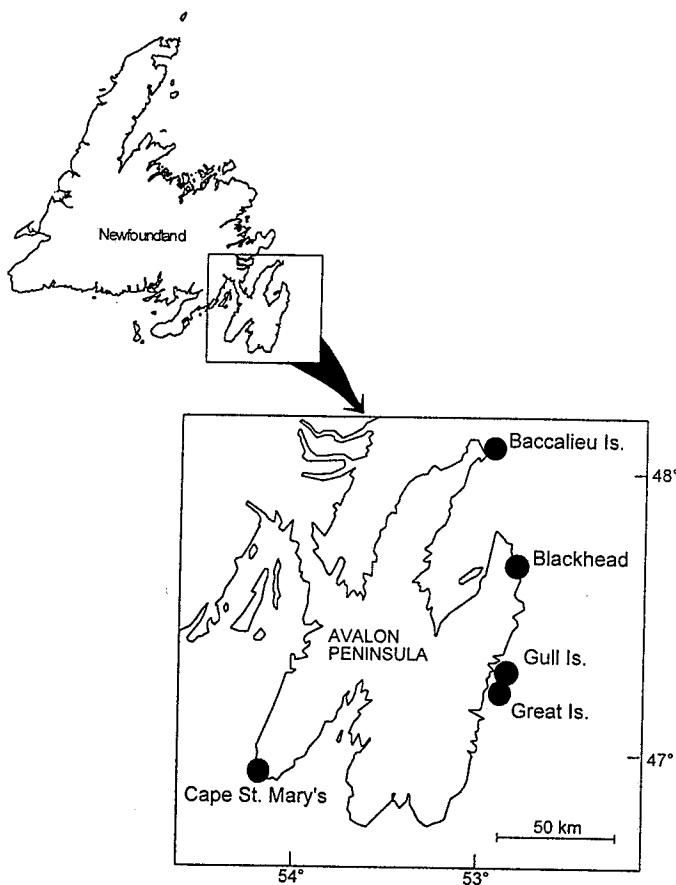 Newfoundland
Baccalieu Is.
48°
Blackhead
AVALON
PENINSULA
Gull Is.
Great Is.
47°
Cape St. Mary's
50 km
54°
53°